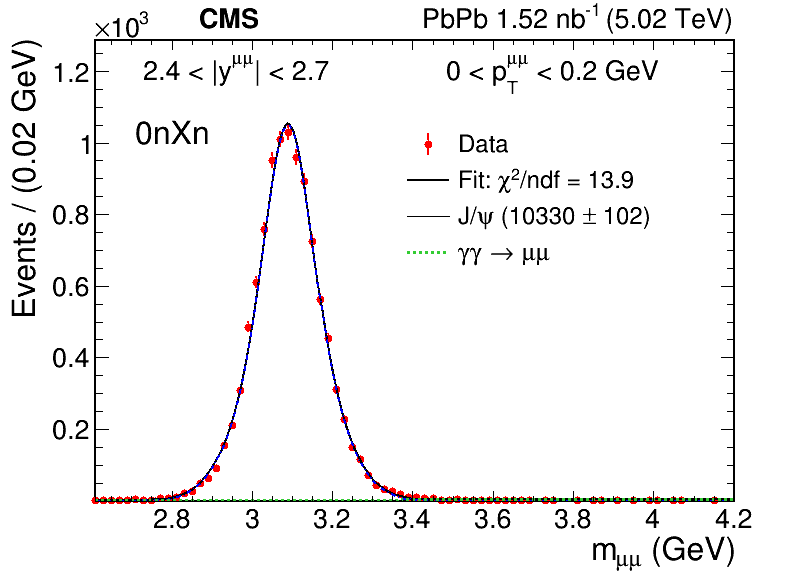 ×10³
CMS
PbPb 1.52 nb⁻¹ (5.02 TeV)
2.4 < |y^μμ| < 2.7
0 < p_T^μμ < 0.2 GeV
0nXn
Data
Fit: χ²/ndf = 13.9
J/ψ (10330 ± 102)
γγ → μμ
Events / (0.02 GeV)
1.2
1
0.8
0.6
0.4
0.2
2.8 3 3.2 3.4 3.6 3.8 4 4.2
m_μμ (GeV)